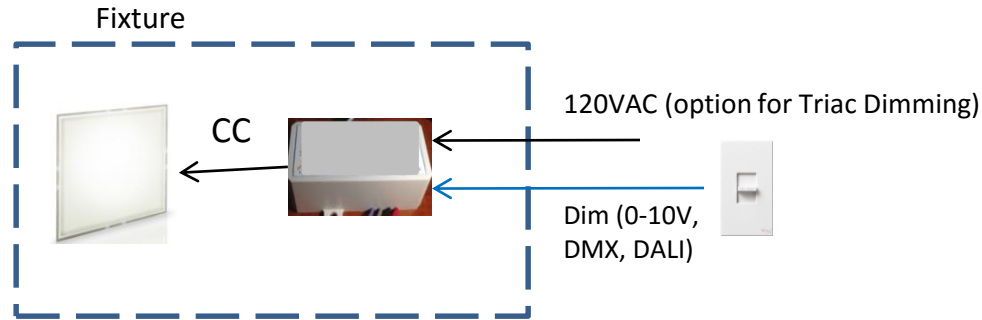 Fixture
120VAC (option for Triac Dimming)
CC
Dim (0-10V,
DMX, DALI)